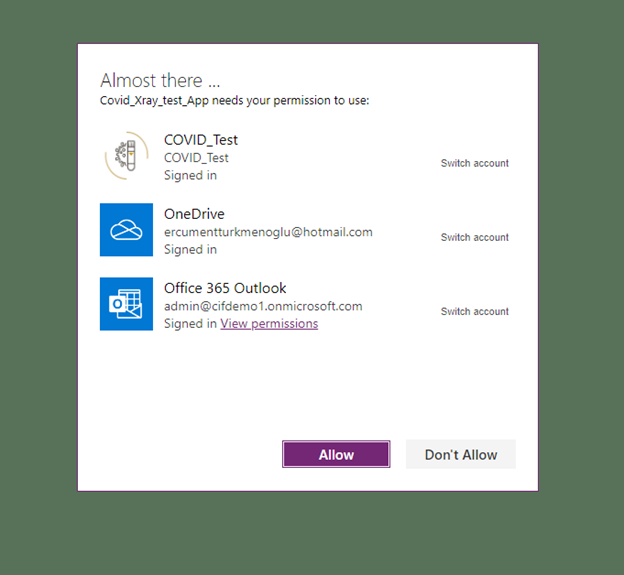 Almost there ...
Covid_Xray_test_App needs your permission to use:
COVID_Test
COVID_Test
Signed in
Switch account
OneDrive
ercumentturkmenoglu@hotmail.com
Signed in
Switch account
Office 365 Outlook
admin@cifdemo1.onmicrosoft.com
Signed in View permissions
Switch account
Allow
Don't Allow